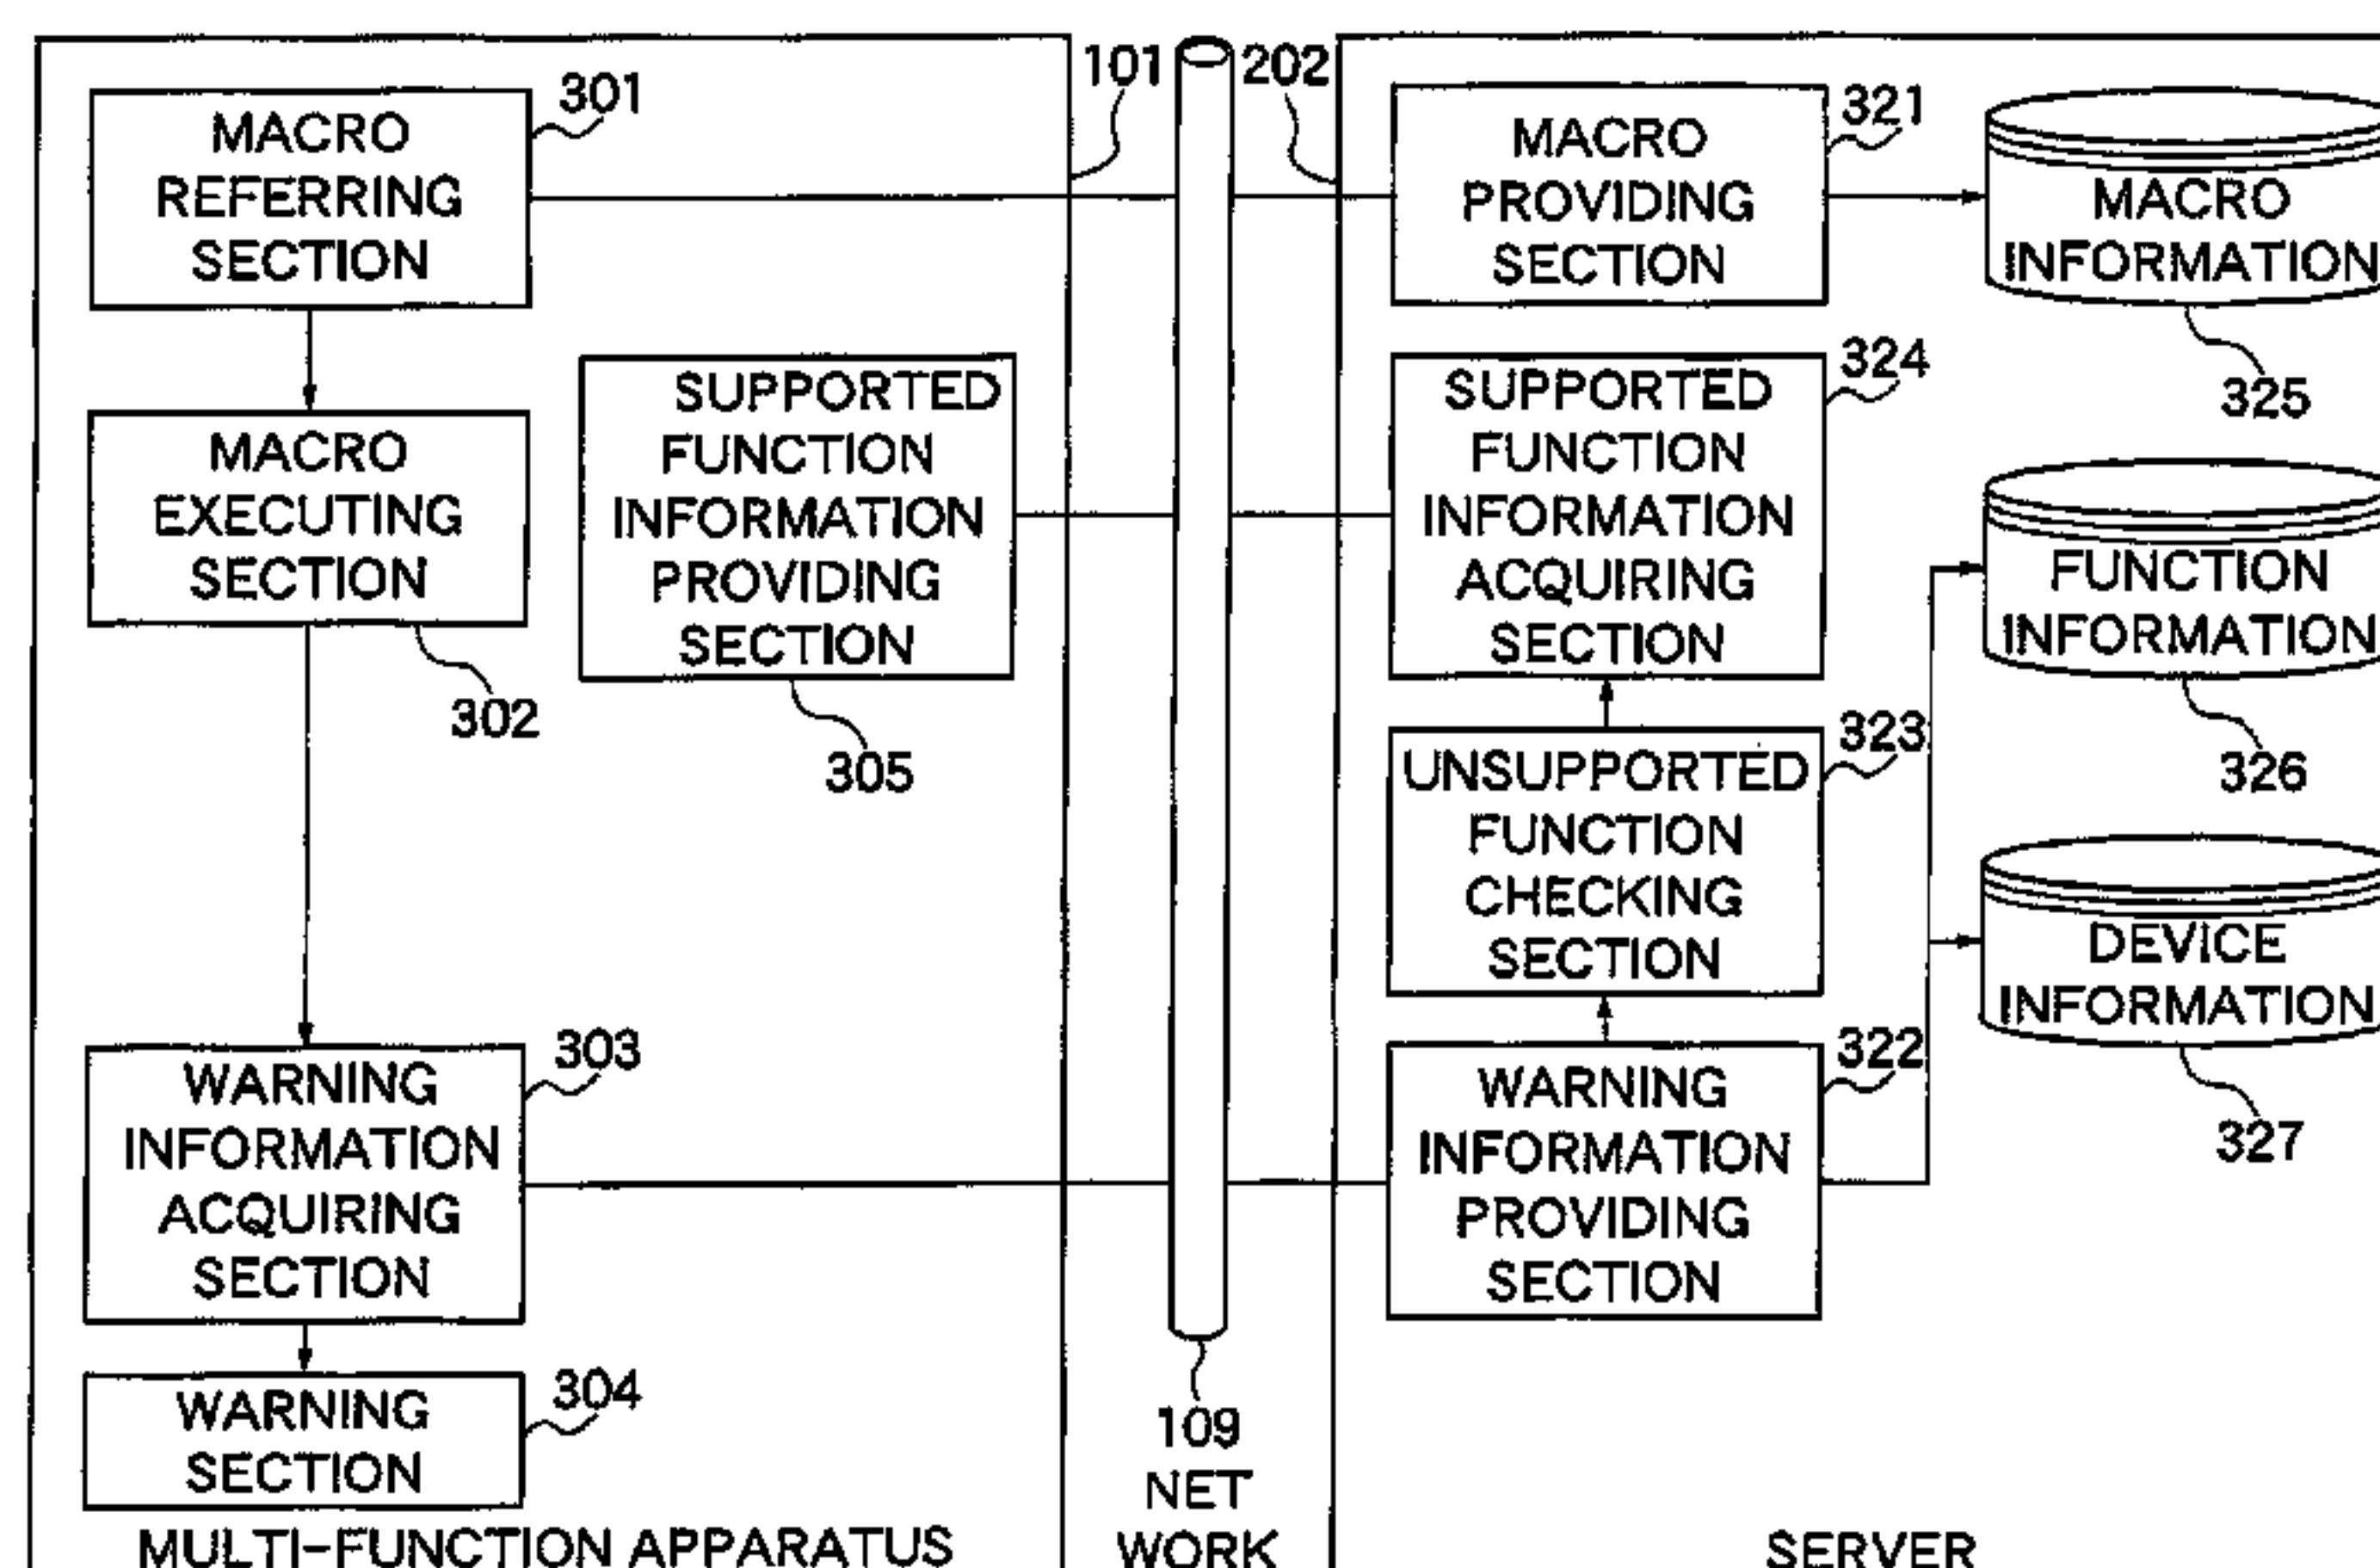 301
MACRO
REFERRING
SECTION
MACRO
EXECUTING
SECTION
302
SUPPORTED
FUNCTION
INFORMATION
PROVIDING
SECTION
305
303
WARNING
INFORMATION
ACQUIRING
SECTION
304
WARNING
SECTION
MULTI-FUNCTION APPARATUS
101
202
109
NET
WORK
321
MACRO
PROVIDING
SECTION
324
SUPPORTED
FUNCTION
INFORMATION
ACQUIRING
SECTION
323
UNSUPPORTED
FUNCTION
CHECKING
SECTION
322
WARNING
INFORMATION
PROVIDING
SECTION
MACRO
INFORMATION
325
FUNCTION
INFORMATION
326
DEVICE
INFORMATION
327
SERVER